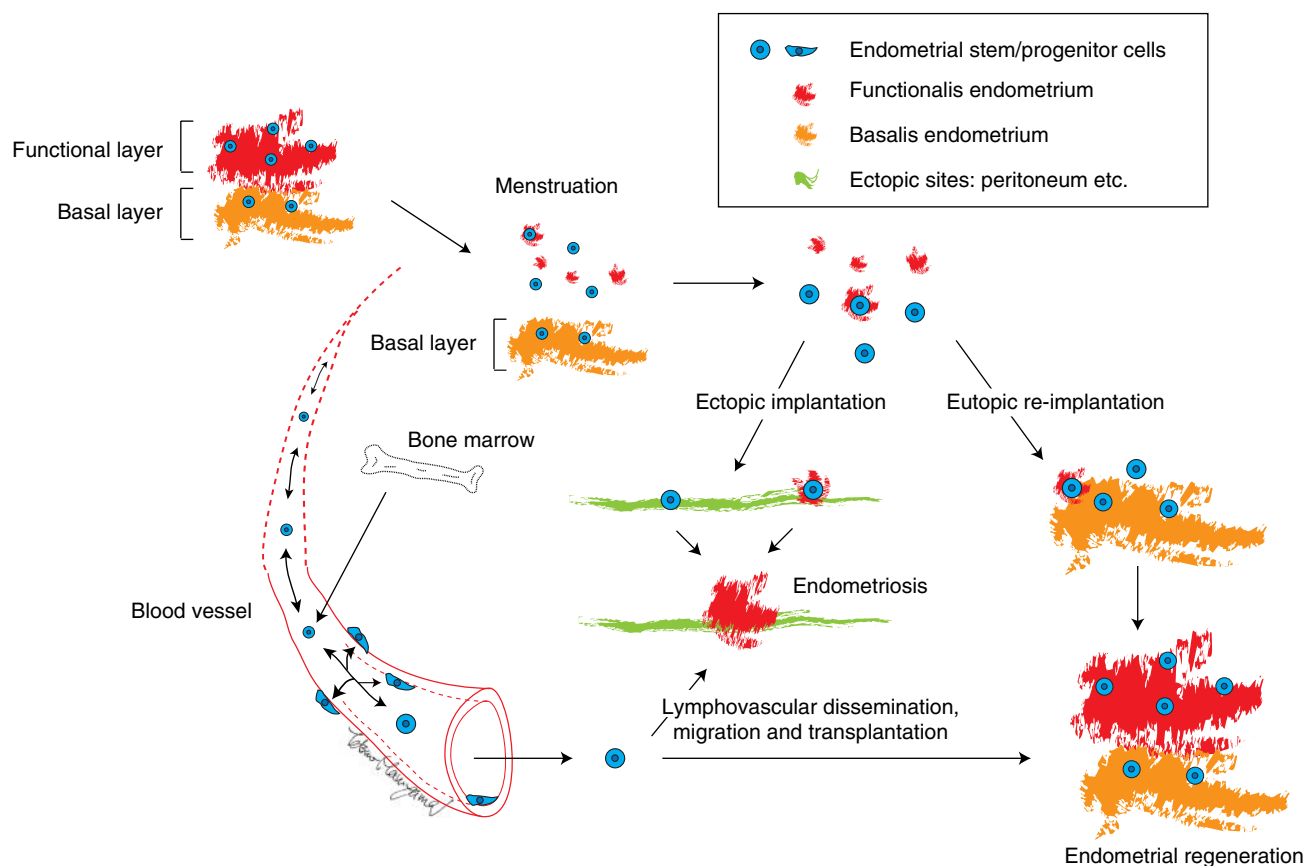 Endometrial stem/progenitor cells
Functionalis endometrium
Basalis endometrium
Ectopic sites: peritoneum etc.
Functional layer
Basal layer
Menstruation
Basal layer
Ectopic implantation
Eutopic re-implantation
Bone marrow
Blood vessel
Endometriosis
Lymphovascular dissemination,
migration and transplantation
Endometrial regeneration